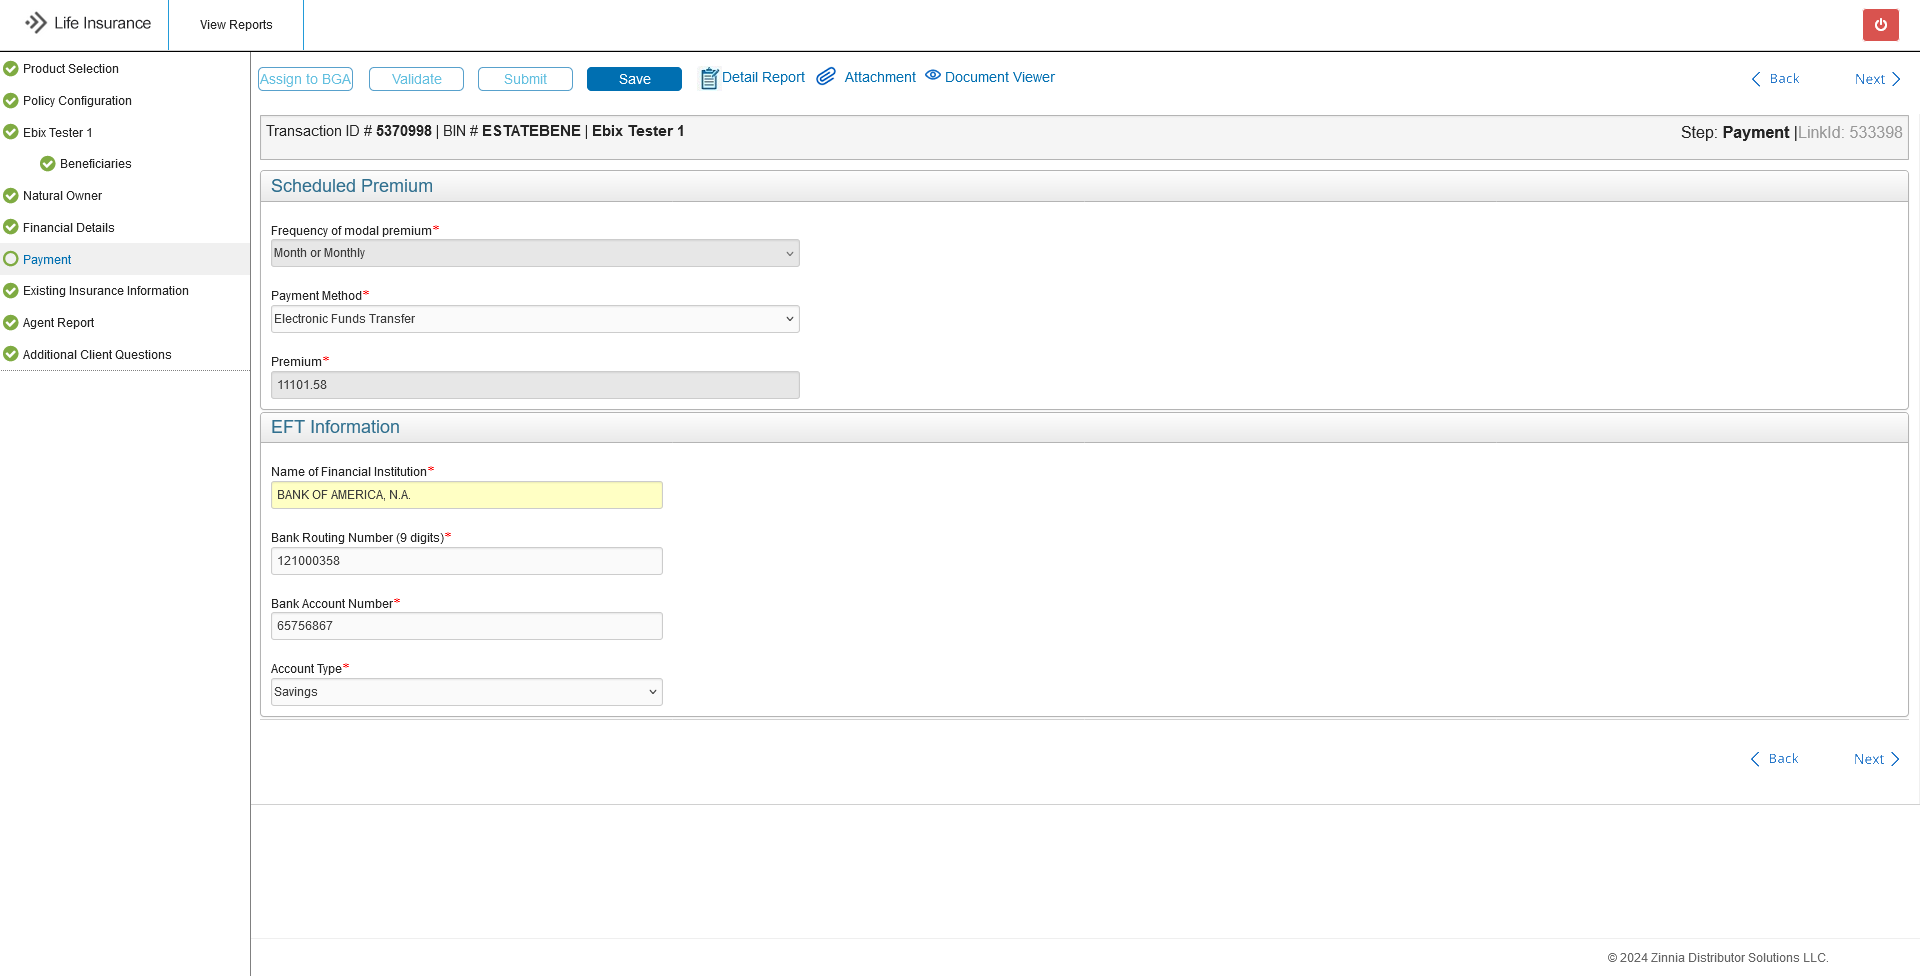 Life Insurance
View Reports
Product Selection
Policy Configuration
Ebix Tester 1
Beneficiaries
Natural Owner
Financial Details
Payment
Existing Insurance Information
Agent Report
Additional Client Questions
Assign to BGA
Validate
Submit
Save
Detail Report
Attachment
Document Viewer
Back
Next
Transaction ID # 5370998 | BIN # ESTATEBENE | Ebix Tester 1
Step: Payment |LinkId: 533398
Scheduled Premium
Frequency of modal premium*
Month or Monthly
Payment Method*
Electronic Funds Transfer
Premium*
11101.58
EFT Information
Name of Financial Institution*
BANK OF AMERICA, N.A.
Bank Routing Number (9 digits)*
121000358
Bank Account Number*
65756867
Account Type*
Savings
Back
Next
© 2024 Zinnia Distributor Solutions LLC.